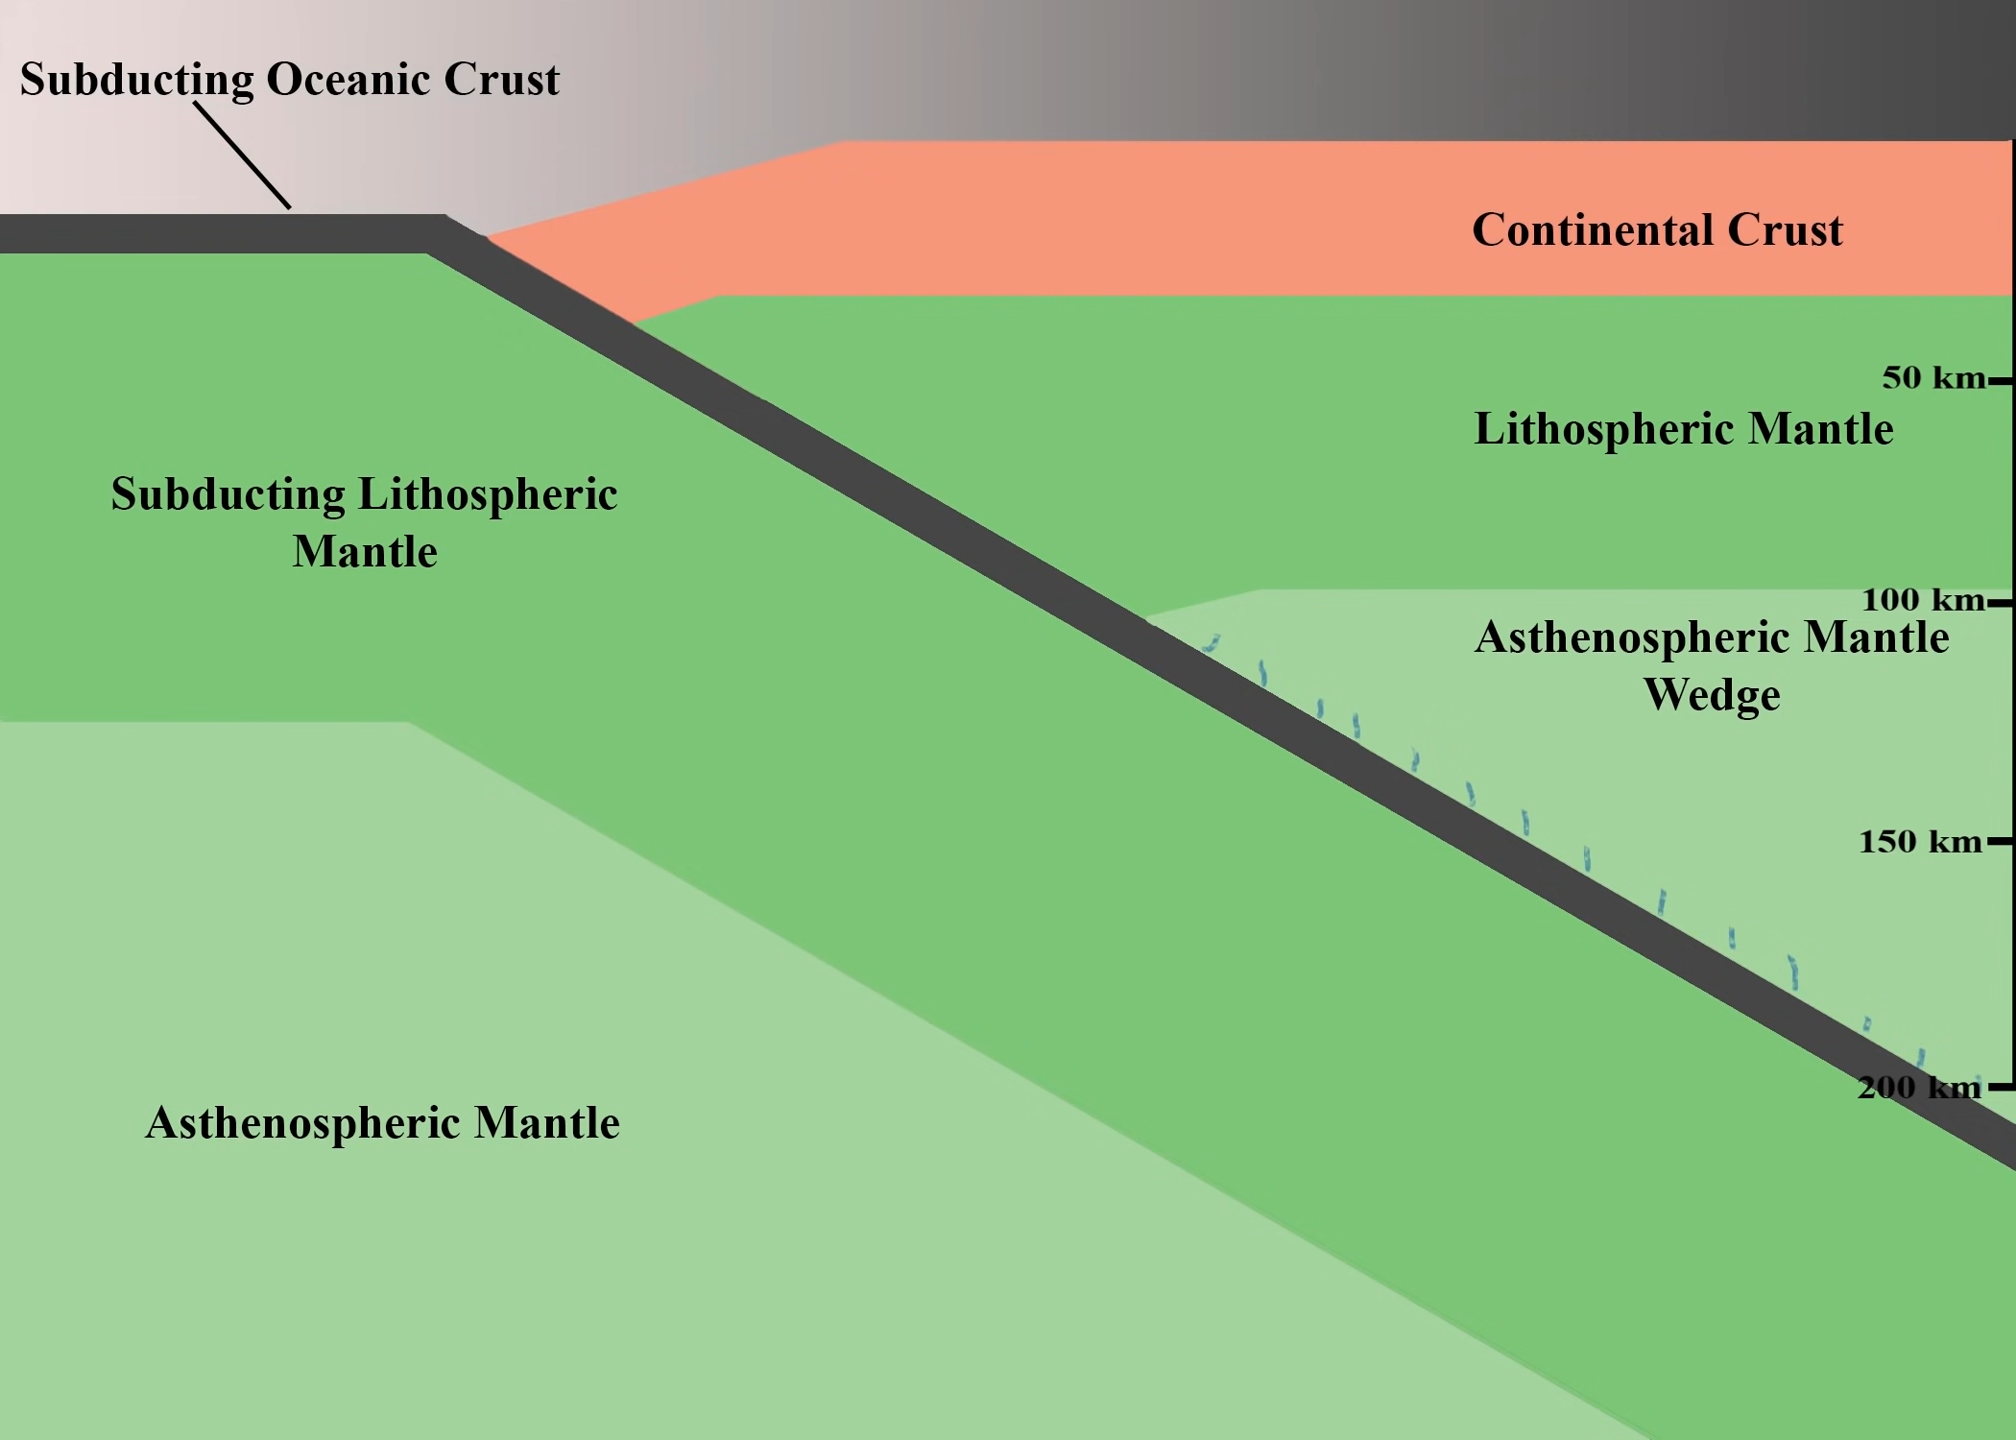 Subducting Oceanic Crust
Continental Crust
50 km
Lithospheric Mantle
Subducting Lithospheric
Mantle
100 km
Asthenospheric Mantle
Wedge
150 km
200 km
Asthenospheric Mantle